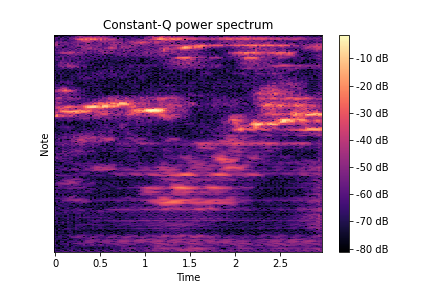 Constant-Q power spectrum
Note
-10 dB
-20 dB
-30 dB
-40 dB
-50 dB
-60 dB
-70 dB
-80 dB
0
0.5
1
1.5
2
2.5
Time